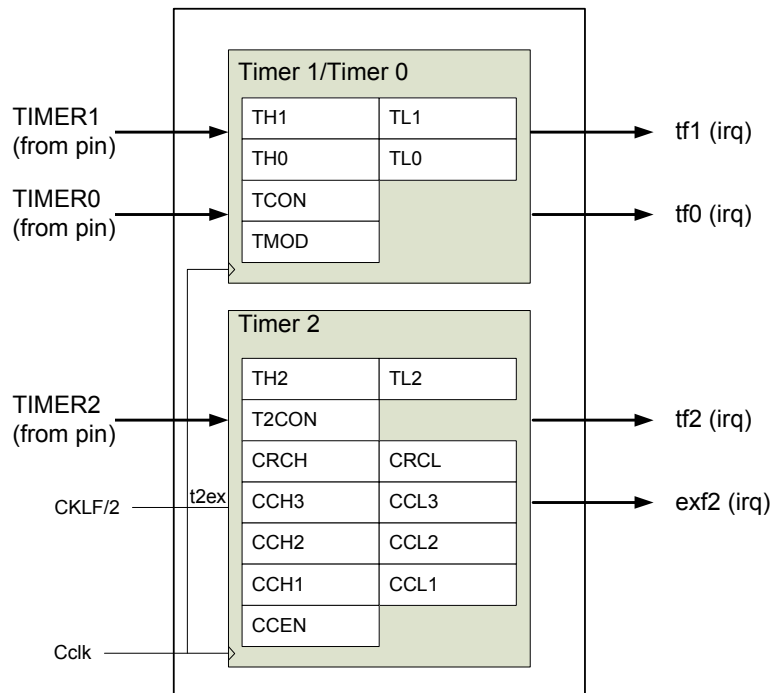 Timer 1/Timer 0
TIMER1
(from pin)
TH1 TL1
tf1 (irq)
TH0 TL0
TIMER0
(from pin)
TCON
tf0 (irq)
TMOD
Timer 2
TH2 TL2
TIMER2
(from pin)
T2CON
tf2 (irq)
CRCH CRCL
CKLF/2
t2ex
CCH3 CCL3
exf2 (irq)
CCH2 CCL2
CCH1 CCL1
CCEN
Cclk